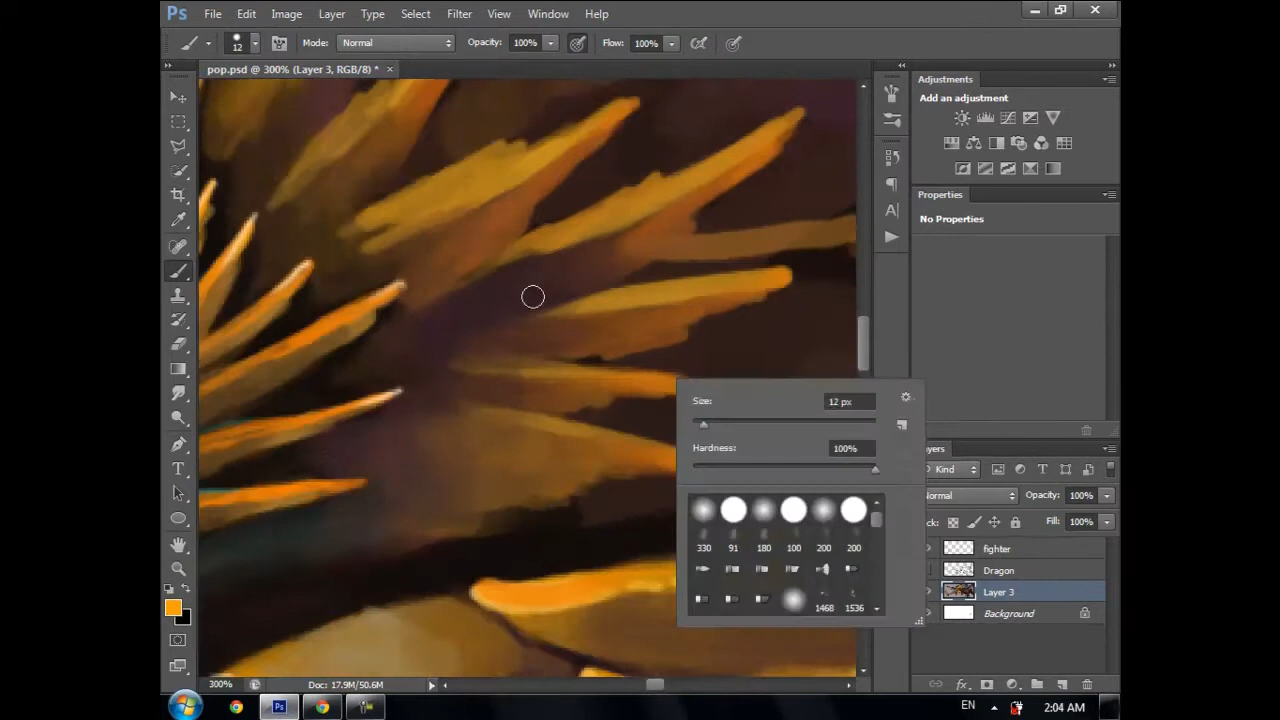 Ps File Edit Image Layer Type Select Filter View Window Help
12 Mode: Normal Opacity: 100% Flow: 100%
pop.psd @ 300% (Layer 3, RGB/8) *
Adjustments
Add an adjustment
Properties
No Properties
Size: 12 px
Hardness: 100%
330 91 180 100 200 200
1468 1536
Kind
Opacity: 100%
Fill: 100%
fighter
Dragon
Layer 3
Background
300% Doc: 17.9M/50.6M
Ps EN 2:04 AM